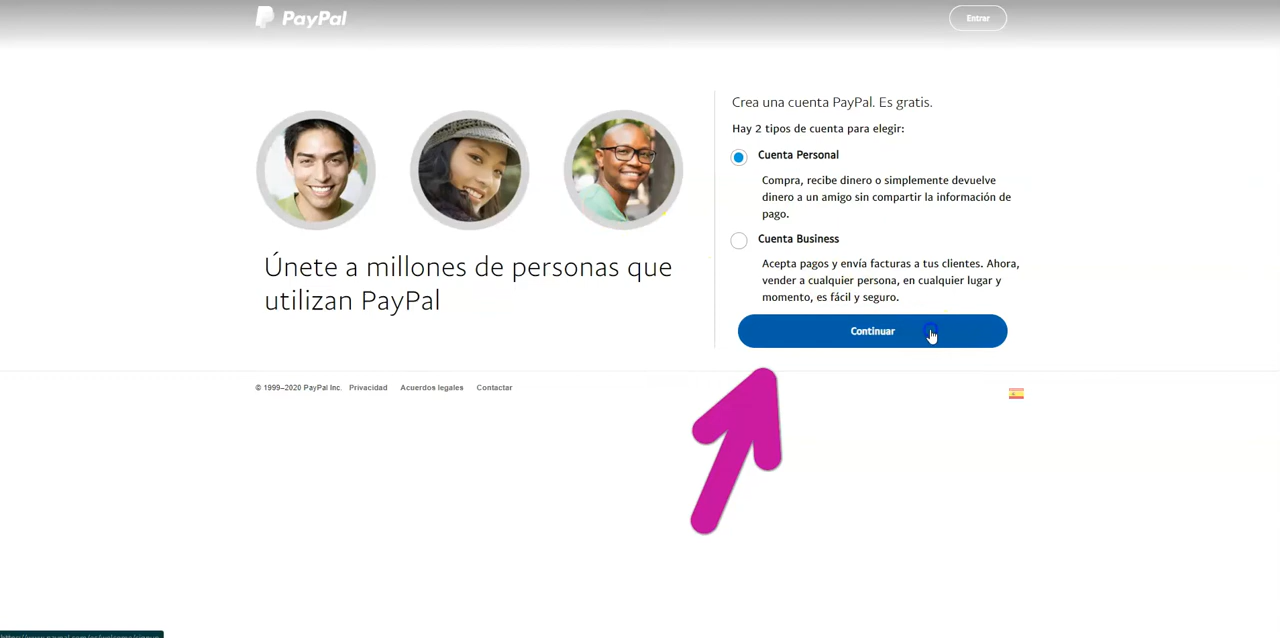 PayPal
Entrar
Crea una cuenta PayPal. Es gratis.
Hay 2 tipos de cuenta para elegir:
Cuenta Personal
Compra, recibe dinero o simplemente devuelve
dinero a un amigo sin compartir la información de
pago.
Cuenta Business
Acepta pagos y envía facturas a tus clientes. Ahora,
vender a cualquier persona, en cualquier lugar y
momento, es fácil y seguro.
Continuar
Únete a millones de personas que
utilizan PayPal
© 1999–2020 PayPal Inc. Privacidad Acuerdos legales Contactar